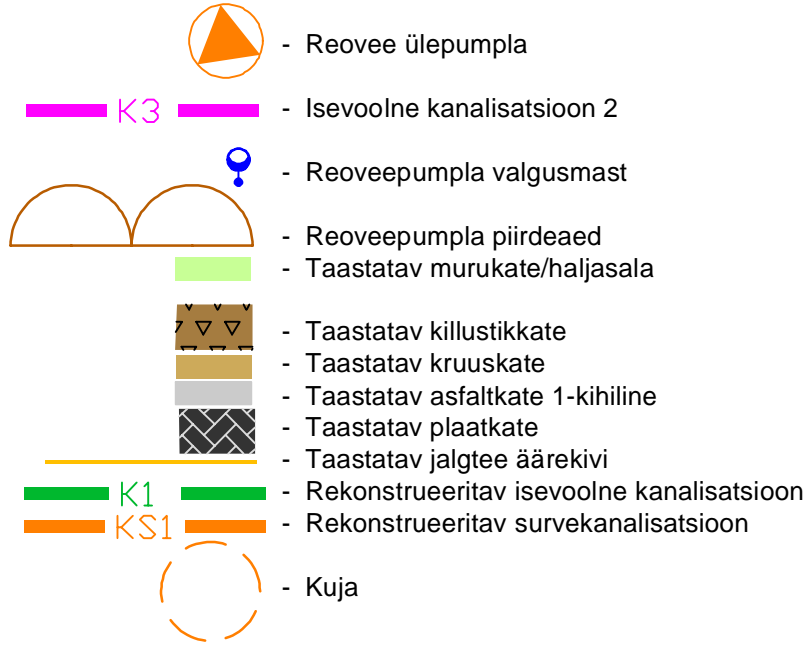 - Reovee ülepumpla
K3 - Isevoolne kanalisatsioon 2
- Reoveepumpla valgusmast
- Reoveepumpla piirdeaed
- Taastatav murukate/haljasala
- Taastatav killustikkate
- Taastatav kruuskate
- Taastatav asfaltkate 1-kihiline
- Taastatav plaatkate
- Taastatav jalgtee äärekivi
K1 - Rekonstrueeritav isevoolne kanalisatsioon
KS1 - Rekonstrueeritav survekanalisatsioon
- Kuja